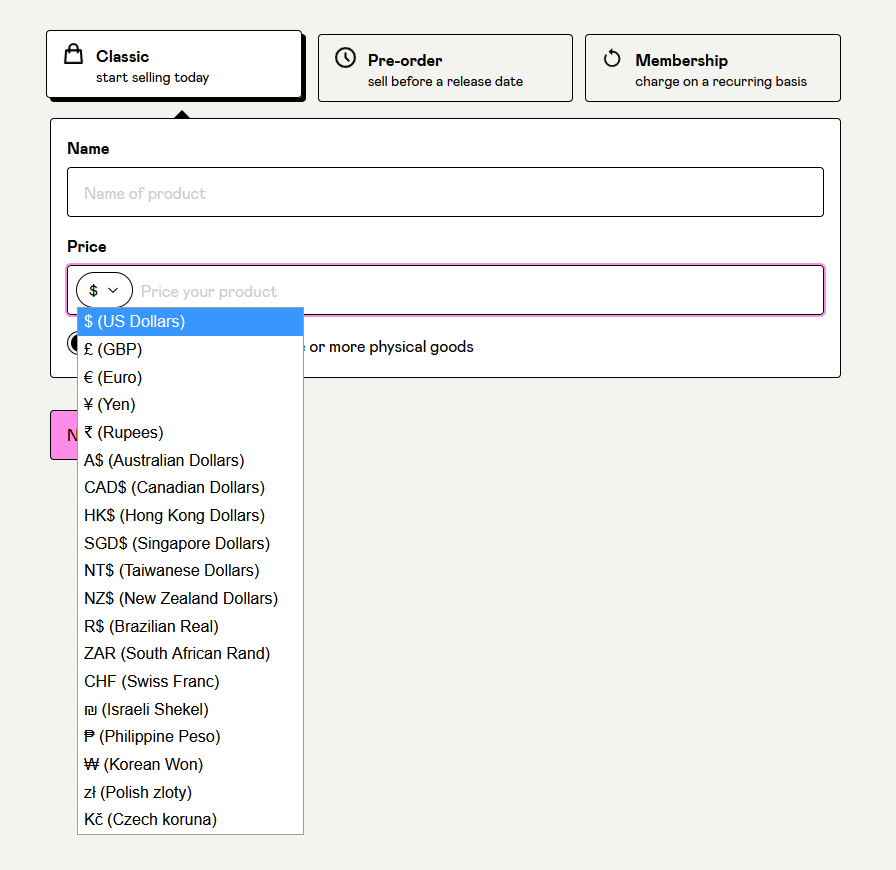 Classic
start selling today
Pre-order
sell before a release date
Membership
charge on a recurring basis
Name
Name of product
Price
$
Price your product
$ (US Dollars)
£ (GBP)
or more physical goods
€ (Euro)
¥ (Yen)
₹ (Rupees)
A$ (Australian Dollars)
CAD$ (Canadian Dollars)
HK$ (Hong Kong Dollars)
SGD$ (Singapore Dollars)
NT$ (Taiwanese Dollars)
NZ$ (New Zealand Dollars)
R$ (Brazilian Real)
ZAR (South African Rand)
CHF (Swiss Franc)
₪ (Israeli Shekel)
₱ (Philippine Peso)
₩ (Korean Won)
zł (Polish zloty)
Kč (Czech koruna)